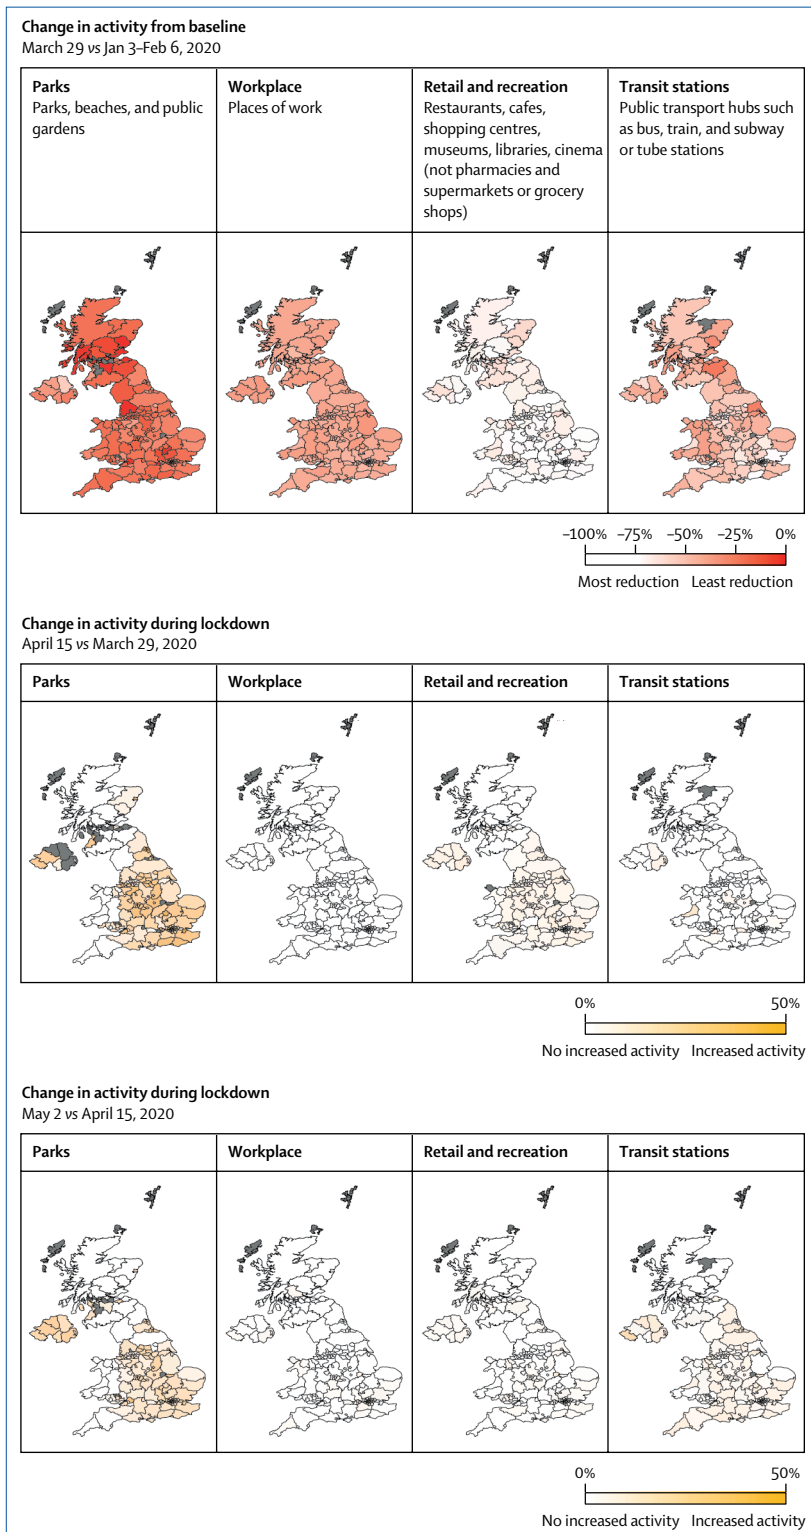 Change in activity from baseline
March 29 vs Jan 3–Feb 6, 2020
Parks
Parks, beaches, and public
gardens
Workplace
Places of work
Retail and recreation
Restaurants, cafes,
shopping centres,
museums, libraries, cinema
(not pharmacies and
supermarkets or grocery
shops)
Transit stations
Public transport hubs such
as bus, train, and subway
or tube stations
–100% –75% –50% –25% 0%
Most reduction Least reduction
Change in activity during lockdown
April 15 vs March 29, 2020
Parks
Workplace
Retail and recreation
Transit stations
0% 50%
No increased activity Increased activity
Change in activity during lockdown
May 2 vs April 15, 2020
Parks
Workplace
Retail and recreation
Transit stations
0% 50%
No increased activity Increased activity